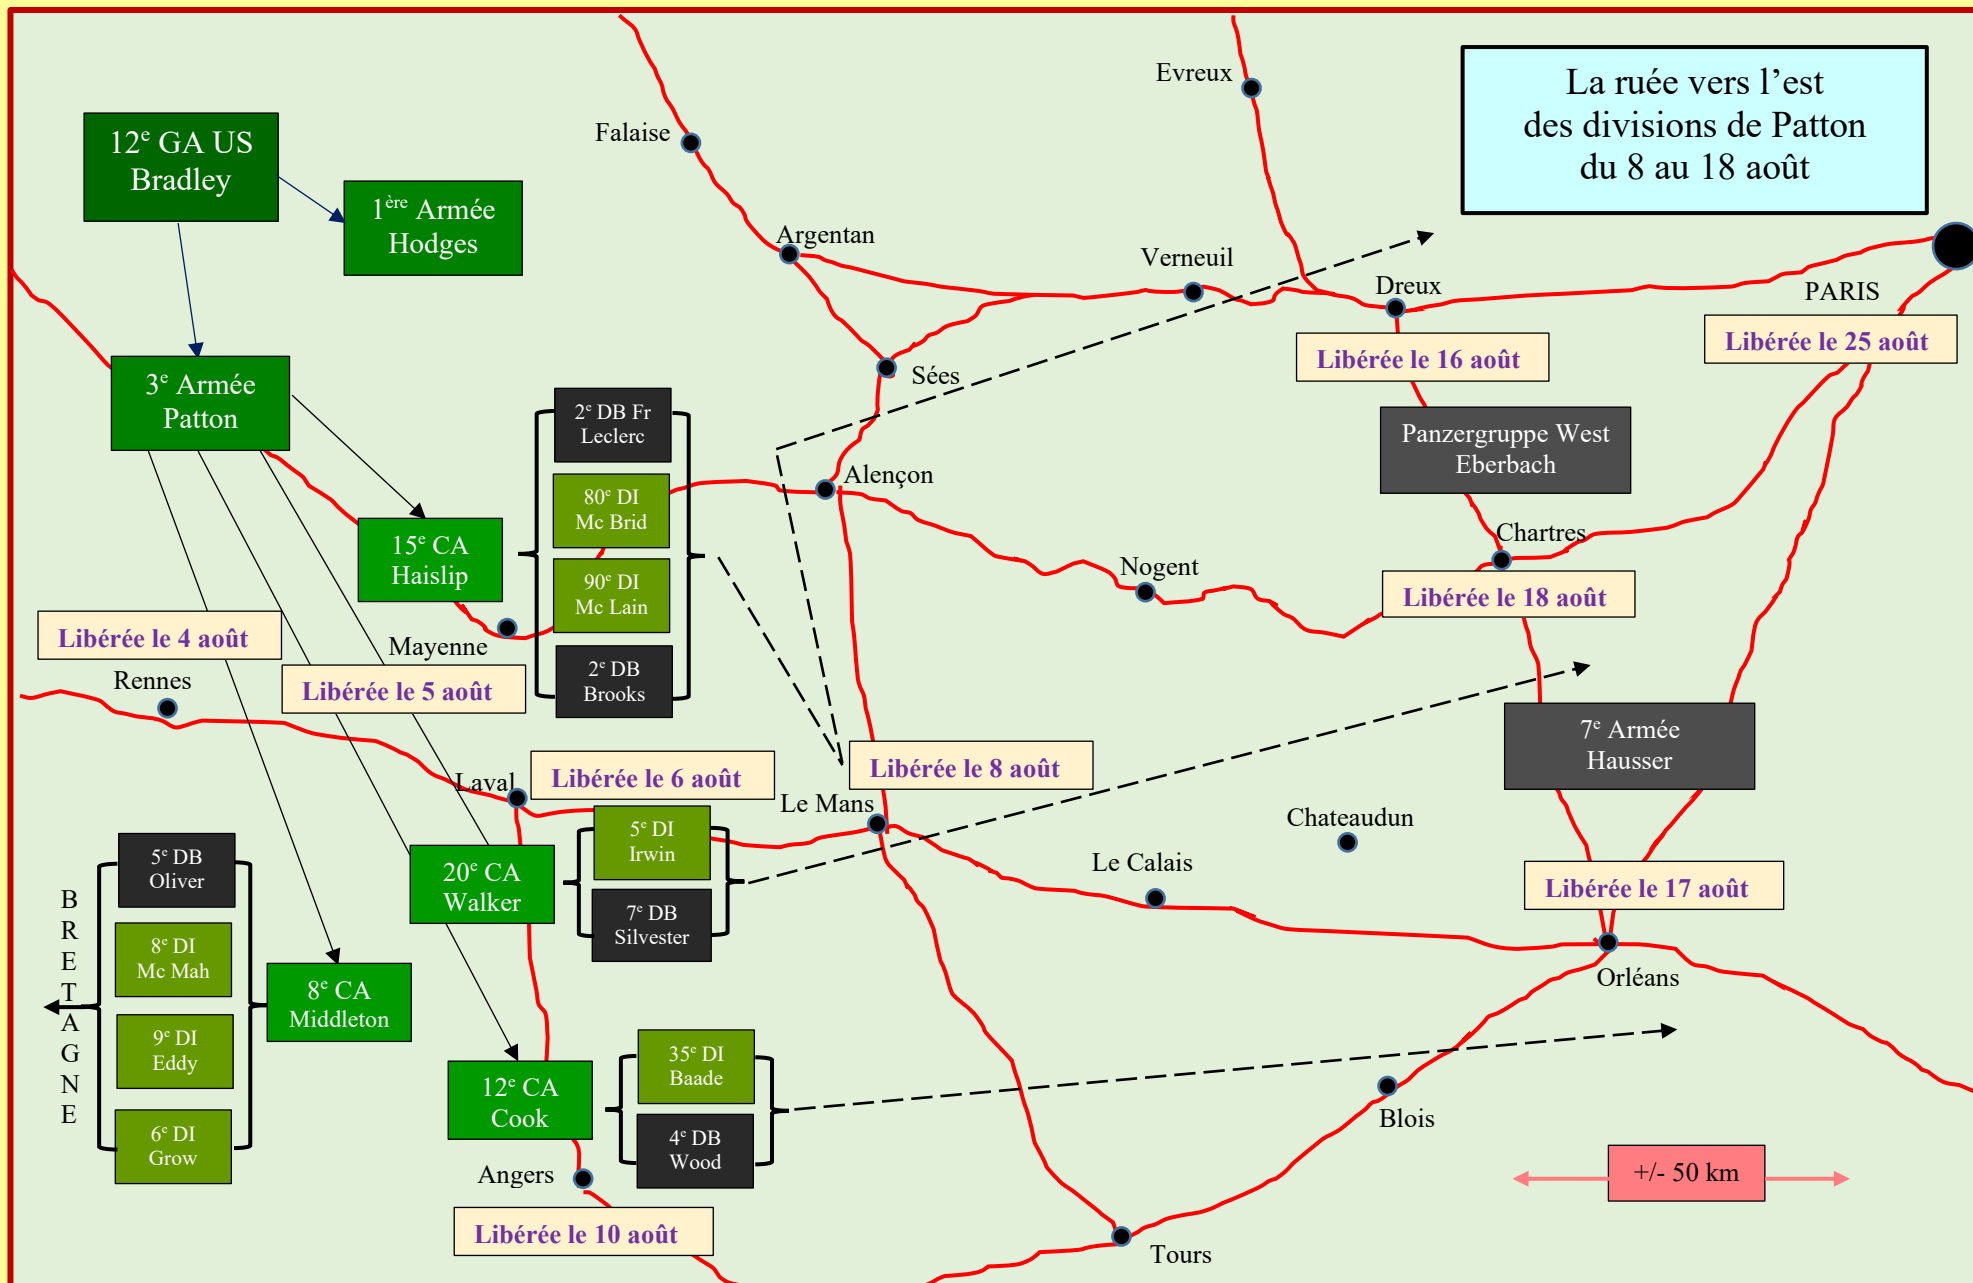 La ruée vers l’est
des divisions de Patton
du 8 au 18 août
Evreux
Falaise
12e GA US
Bradley
1ère Armée
Hodges
Argentan
Verneuil
Dreux
PARIS
Libérée le 16 août
Libérée le 25 août
3e Armée
Patton
Sées
2e DB Fr
Leclerc
Panzergruppe West
Eberbach
80e DI
Mc Brid
Alençon
15e CA
Haislip
Chartres
Nogent
90e DI
Mc Lain
Libérée le 18 août
Libérée le 4 août
Mayenne
2e DB
Brooks
Rennes
Libérée le 5 août
7e Armée
Hausser
Libérée le 6 août
Libérée le 8 août
Laval
Le Mans
Chateaudun
5e DI
Irwin
Le Calais
5e DB
Oliver
20e CA
Walker
Libérée le 17 août
7e DB
Silvester
BRETAGNE
8e DI
Mc Mah
Orléans
8e CA
Middleton
9e DI
Eddy
35e DI
Baade
12e CA
Cook
Blois
6e DI
Grow
4e DB
Wood
Angers
+/- 50 km
Libérée le 10 août
Tours